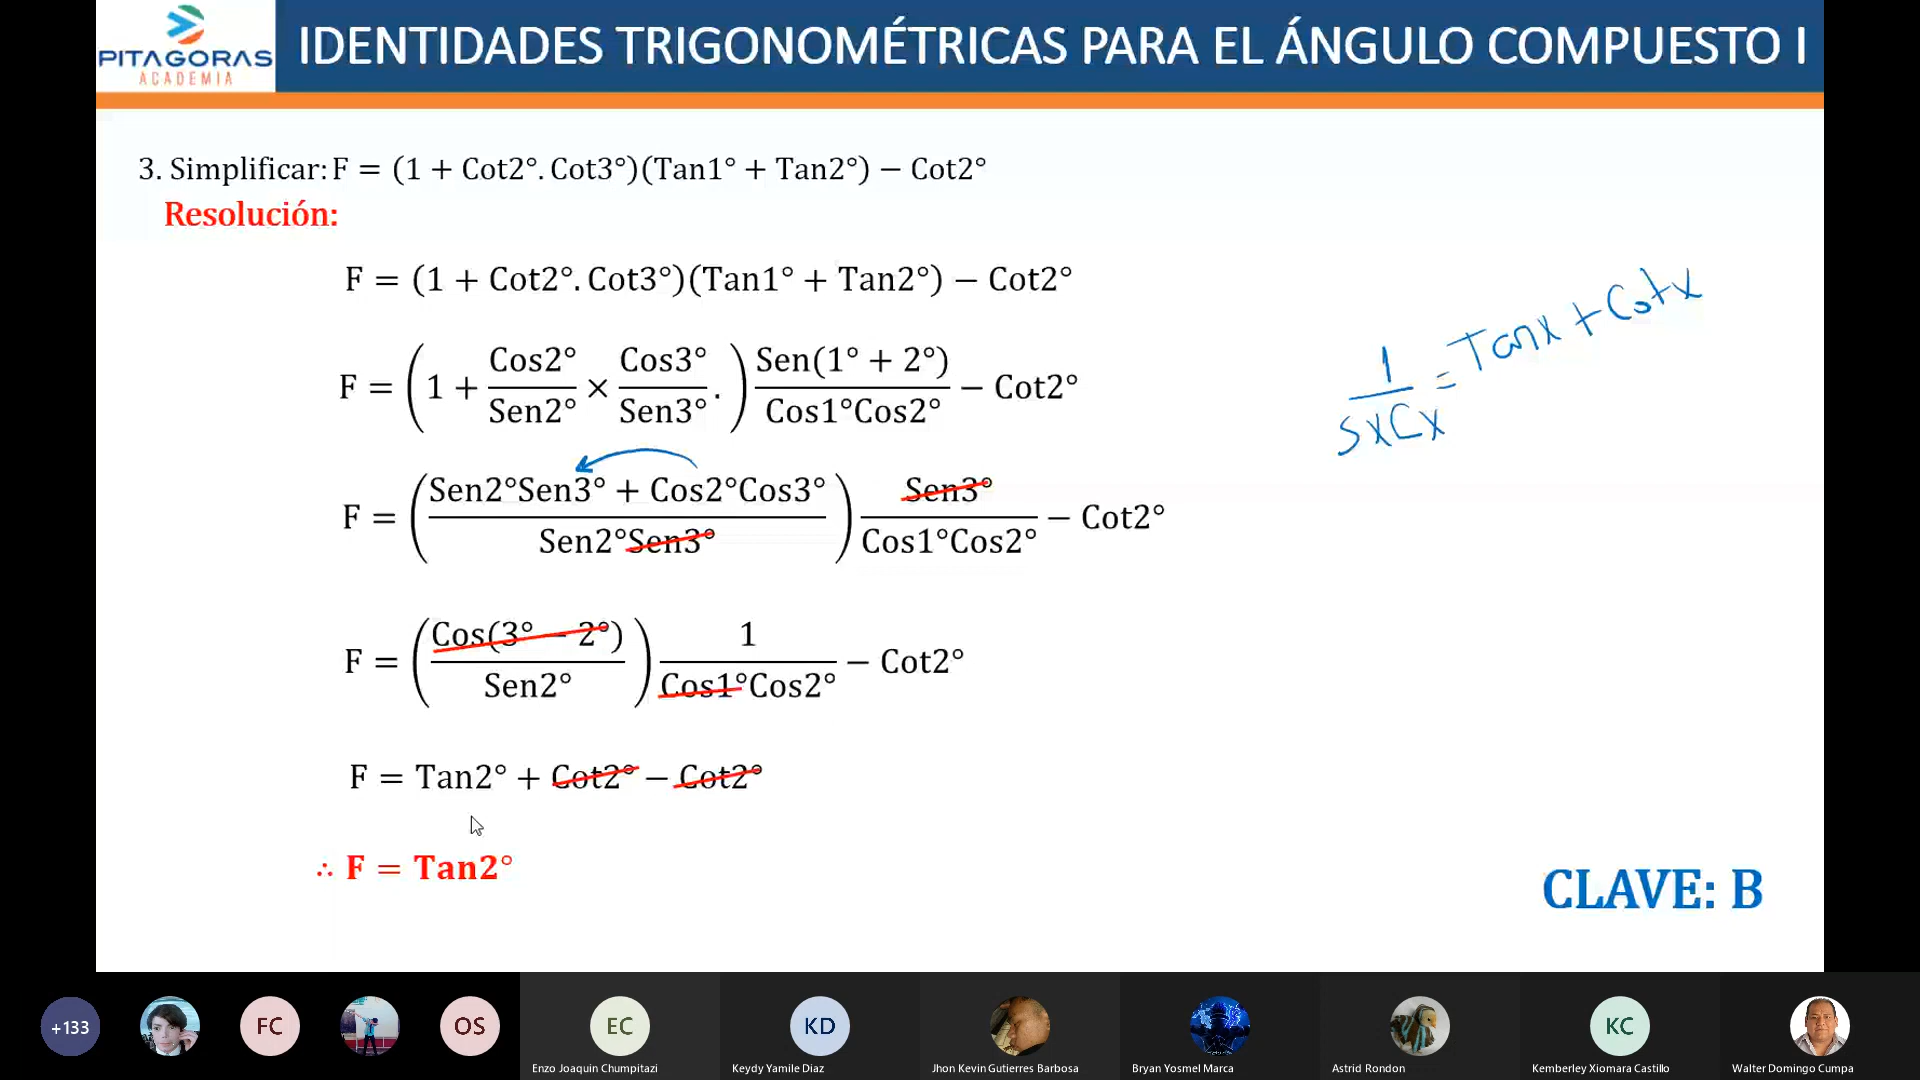 PITAGORAS
ACADEMIA
IDENTIDADES TRIGONOMÉTRICAS PARA EL ÁNGULO COMPUESTO I
3. Simplificar: F = (1 + Cot2°. Cot3°)(Tan1° + Tan2°) − Cot2°
Resolución:
F = (1 + Cot2°. Cot3°)(Tan1° + Tan2°) − Cot2°
F = (1 + Cos2°/Sen2° × Cos3°/Sen3°.) Sen(1° + 2°)/Cos1°Cos2° − Cot2°
1/SxCx = Tanx + Cotx
F = (Sen2°Sen3° + Cos2°Cos3°/Sen2°Sen3°) Sen3°/Cos1°Cos2° − Cot2°
F = (Cos(3° − 2°)/Sen2°) 1/Cos1°Cos2° − Cot2°
F = Tan2° + Cot2° − Cot2°
∴ F = Tan2°
CLAVE: B
+133
FC
OS
EC
KD
KC
Enzo Joaquin Chumpitazi
Keydy Yamile Diaz
Jhon Kevin Gutierres Barbosa
Bryan Yosmel Marca
Astrid Rondon
Kemberley Xiomara Castillo
Walter Domingo Cumpa